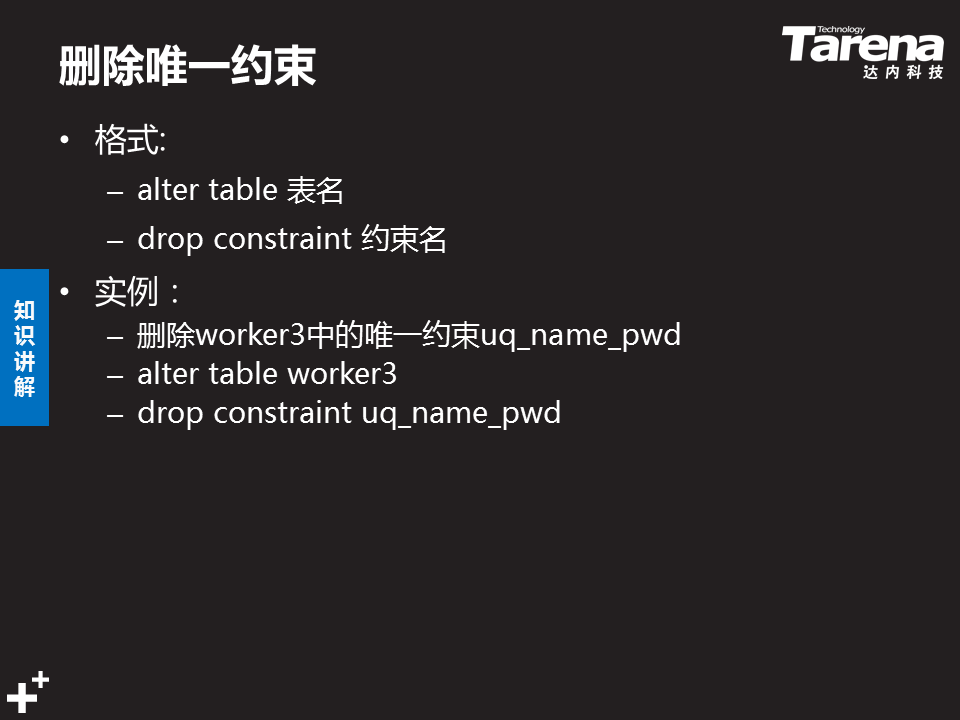 删除唯一约束
Technology
Tarena
达内科技
• 格式:
– alter table 表名
– drop constraint 约束名
• 实例：
– 删除worker3中的唯一约束uq_name_pwd
– alter table worker3
– drop constraint uq_name_pwd
知
识
讲
解